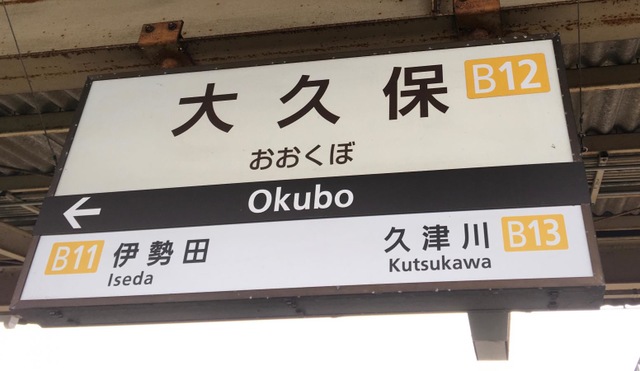 大久保 B12
おおくぼ
← Okubo
B11 伊勢田 久津川 B13
Iseda Kutsukawa